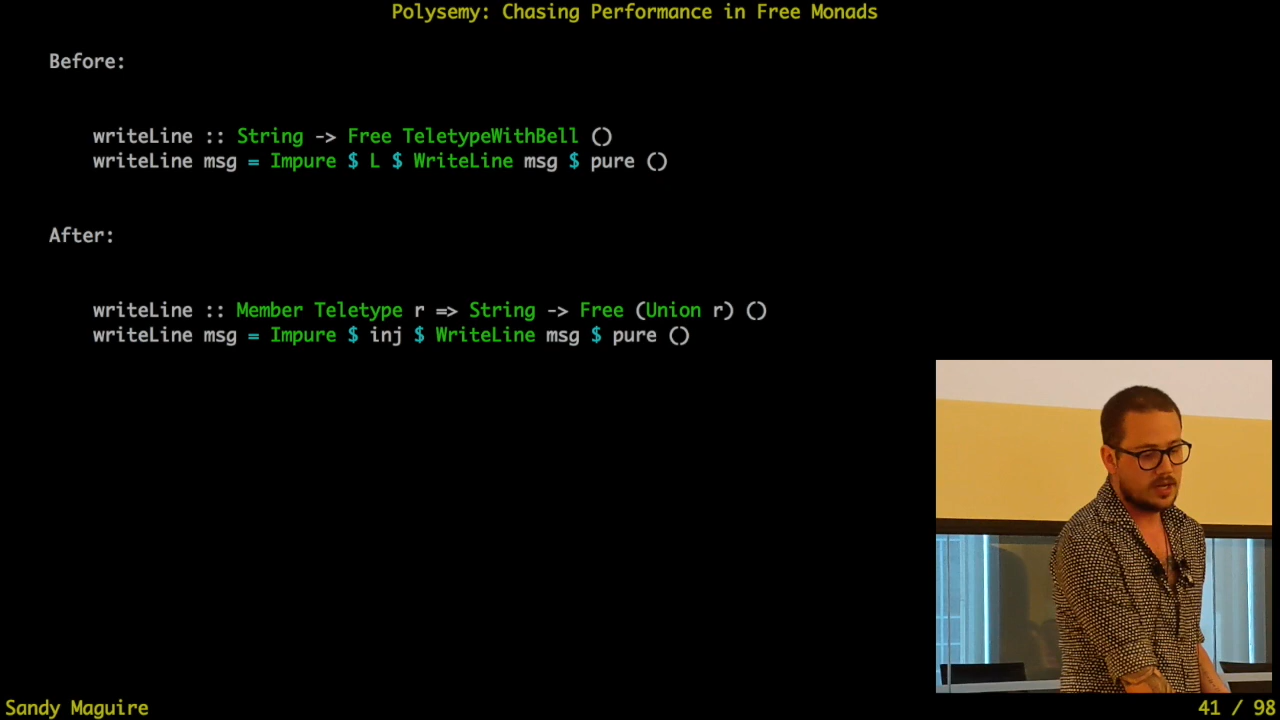 Polysemy: Chasing Performance in Free Monads
Before:
writeLine :: String -> Free TeletypeWithBell ()
writeLine msg = Impure $ L $ WriteLine msg $ pure ()
After:
writeLine :: Member Teletype r => String -> Free (Union r) ()
writeLine msg = Impure $ inj $ WriteLine msg $ pure ()
Sandy Maguire
41 / 98